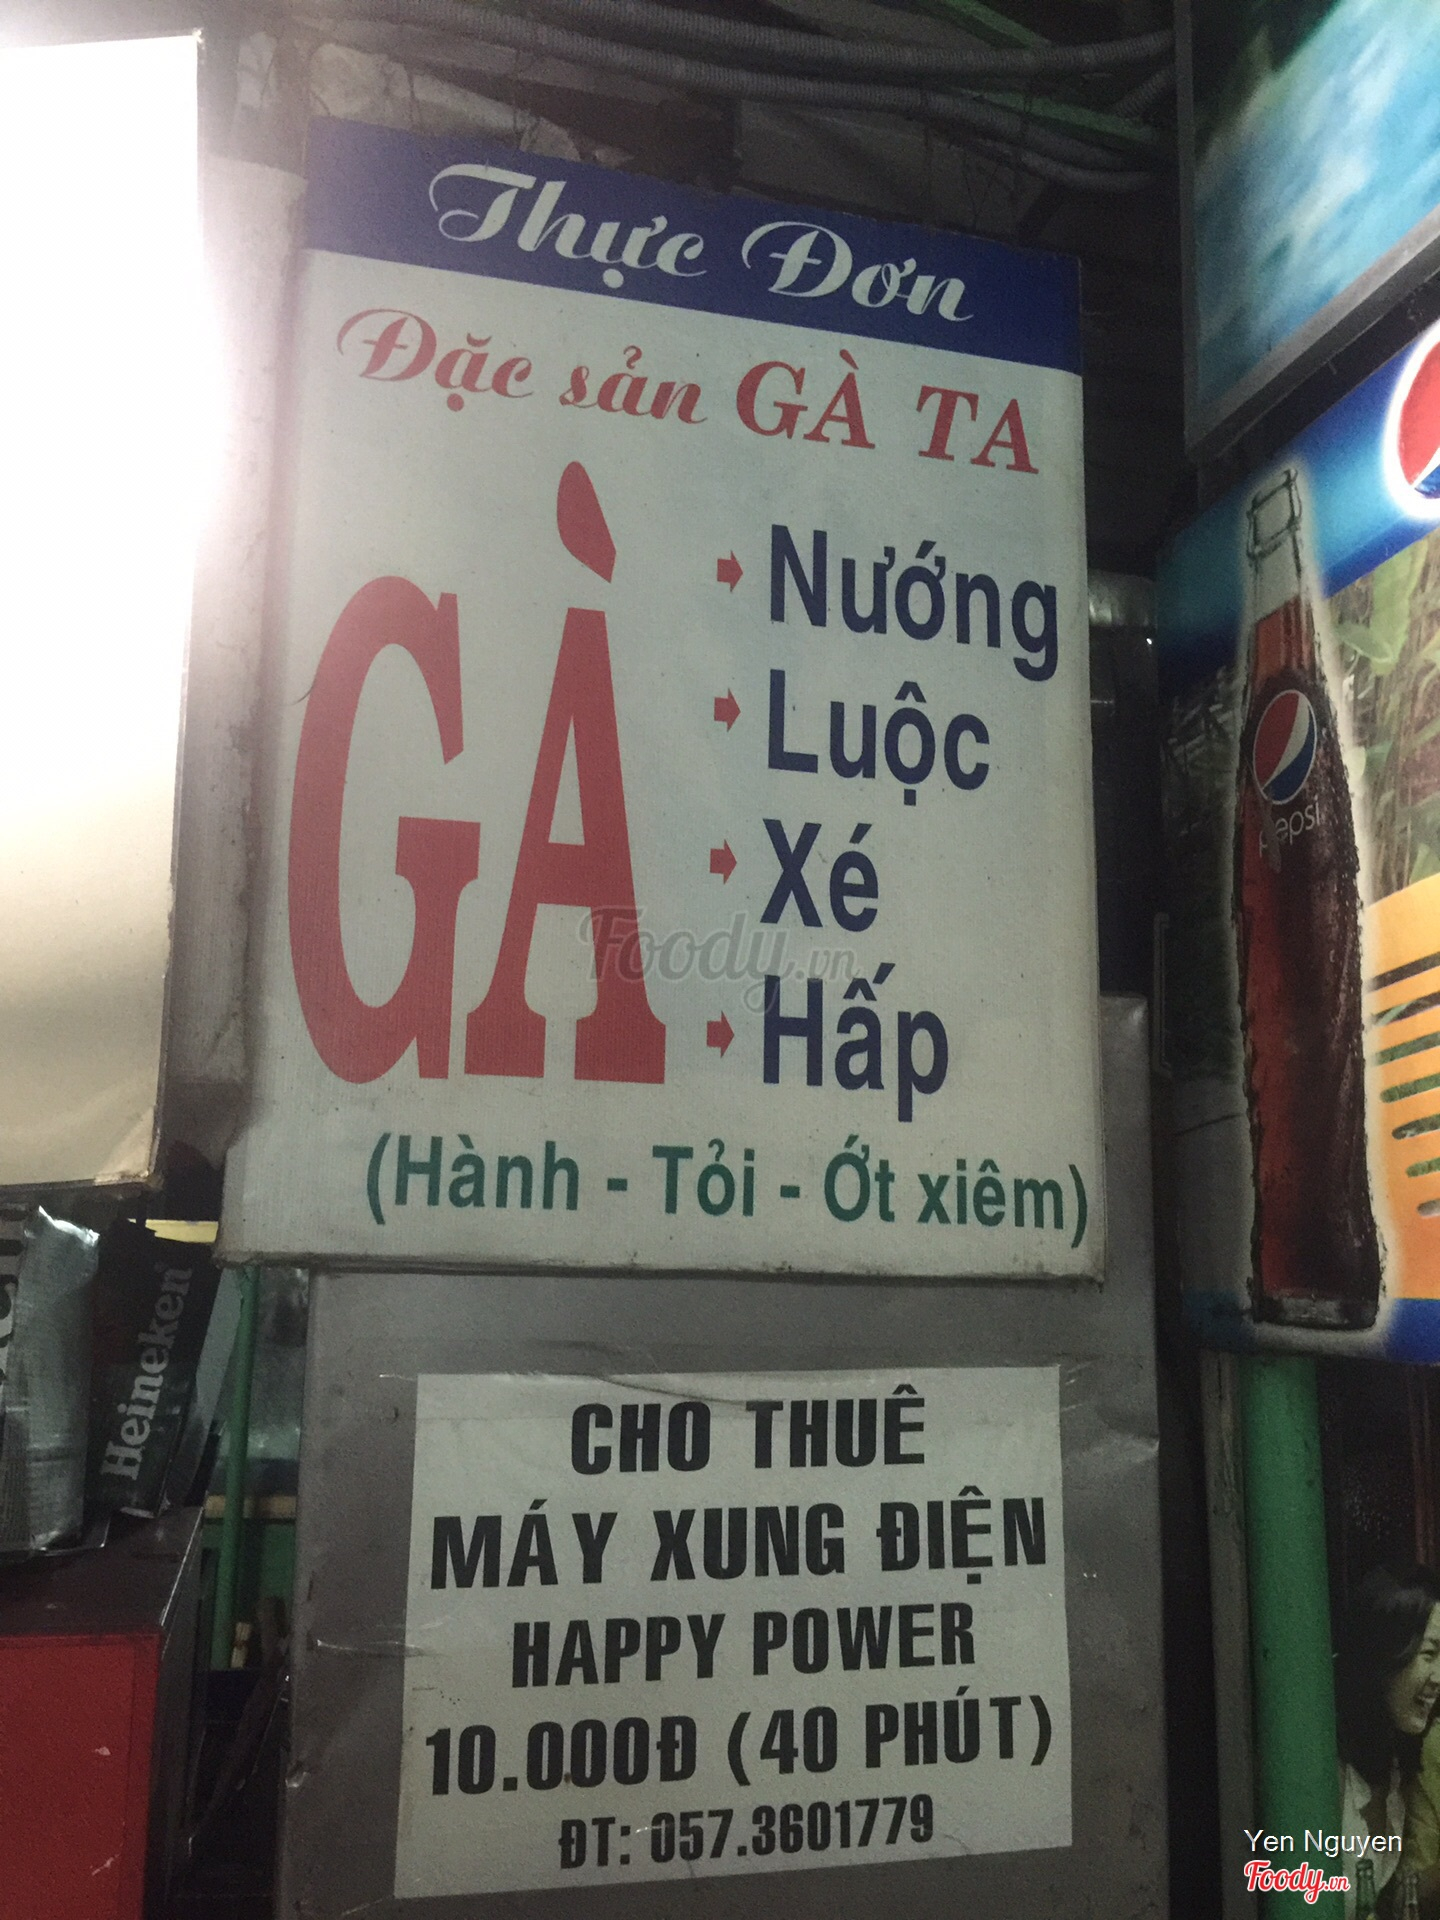 Thực Đơn
Đặc sản GÀ TA
GÀ
Nướng
Luộc
Xé
Hấp
(Hành - Tỏi - Ớt xiêm)
Foody.vn
pepsi
Heineken
CHO THUÊ
MÁY XUNG ĐIỆN
HAPPY POWER
10.000Đ (40 PHÚT)
ĐT: 057.3601779
Yen Nguyen
Foody.vn